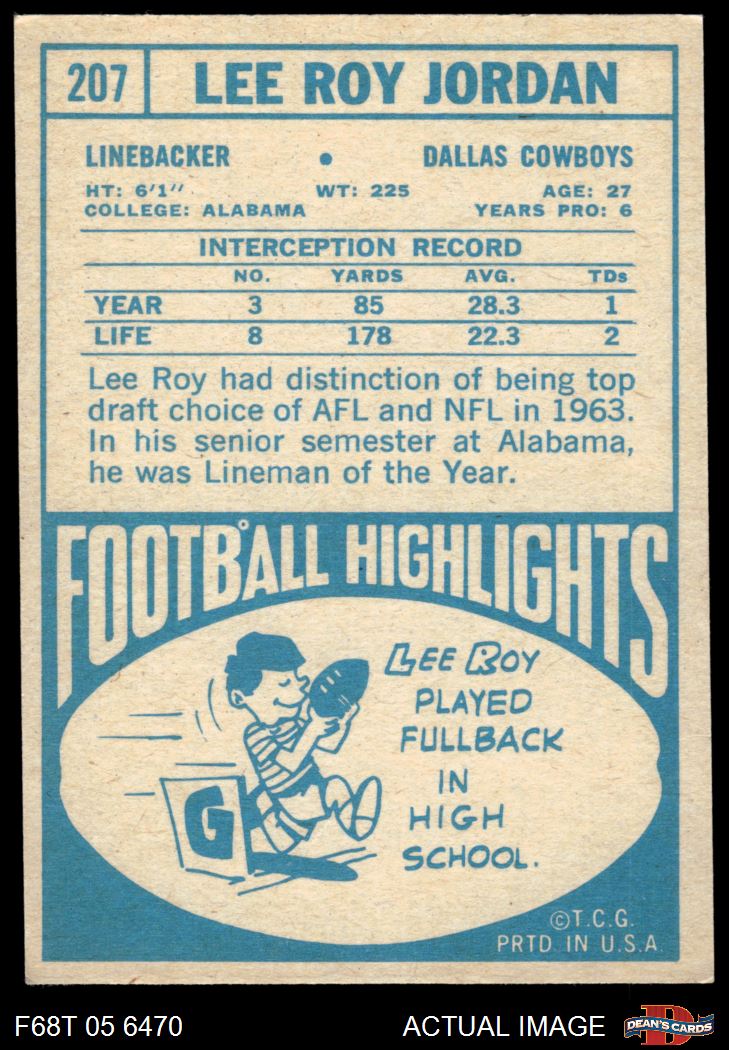 207 LEE ROY JORDAN
LINEBACKER • DALLAS COWBOYS
HT: 6'1" WT: 225 AGE: 27
COLLEGE: ALABAMA YEARS PRO: 6
INTERCEPTION RECORD
NO. YARDS AVG. TDs
YEAR 3 85 28.3 1
LIFE 8 178 22.3 2
Lee Roy had distinction of being top
draft choice of AFL and NFL in 1963.
In his senior semester at Alabama,
he was Lineman of the Year.
FOOTBALL HIGHLIGHTS
LEE ROY
PLAYED
FULLBACK
IN
HIGH
SCHOOL.
G
©T.C.G.
PRTD. IN U.S.A.
F68T 05 6470 ACTUAL IMAGE
D
DEAN'S CARDS